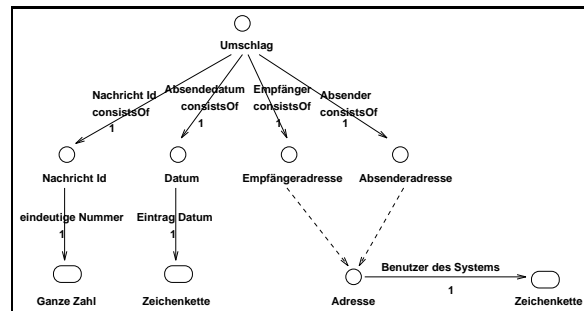 Umschlag
Nachricht Id
consistsOf
1
Absendedatum
consistsOf
1
Empfänger
consistsOf
1
Absender
consistsOf
1
Nachricht Id
Datum
Empfängeradresse
Absenderadresse
eindeutige Nummer
1
Eintrag Datum
1
Benutzer des Systems
1
Ganze Zahl
Zeichenkette
Adresse
Zeichenkette